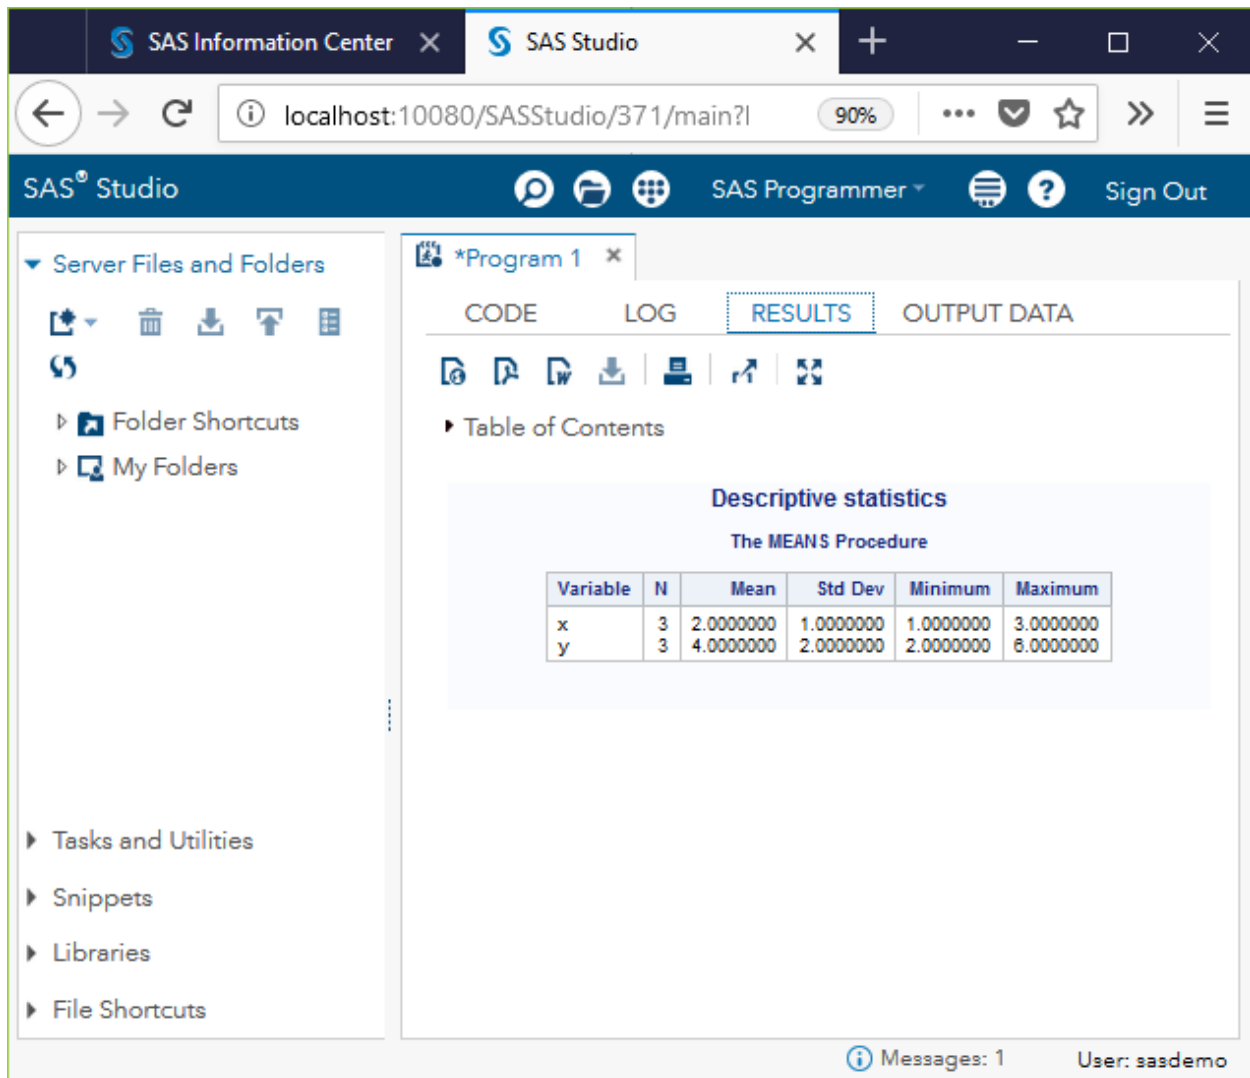 SAS Information Center
SAS Studio
localhost:10080/SASStudio/371/main?l
90%
SAS® Studio
SAS Programmer
Sign Out
Server Files and Folders
*Program 1
CODE LOG RESULTS OUTPUT DATA
Folder Shortcuts
My Folders
Table of Contents
Descriptive statistics
The MEANS Procedure
Variable N Mean Std Dev Minimum Maximum
x 3 2.0000000 1.0000000 1.0000000 3.0000000
y 3 4.0000000 2.0000000 2.0000000 6.0000000
Tasks and Utilities
Snippets
Libraries
File Shortcuts
Messages: 1
User: sasdemo